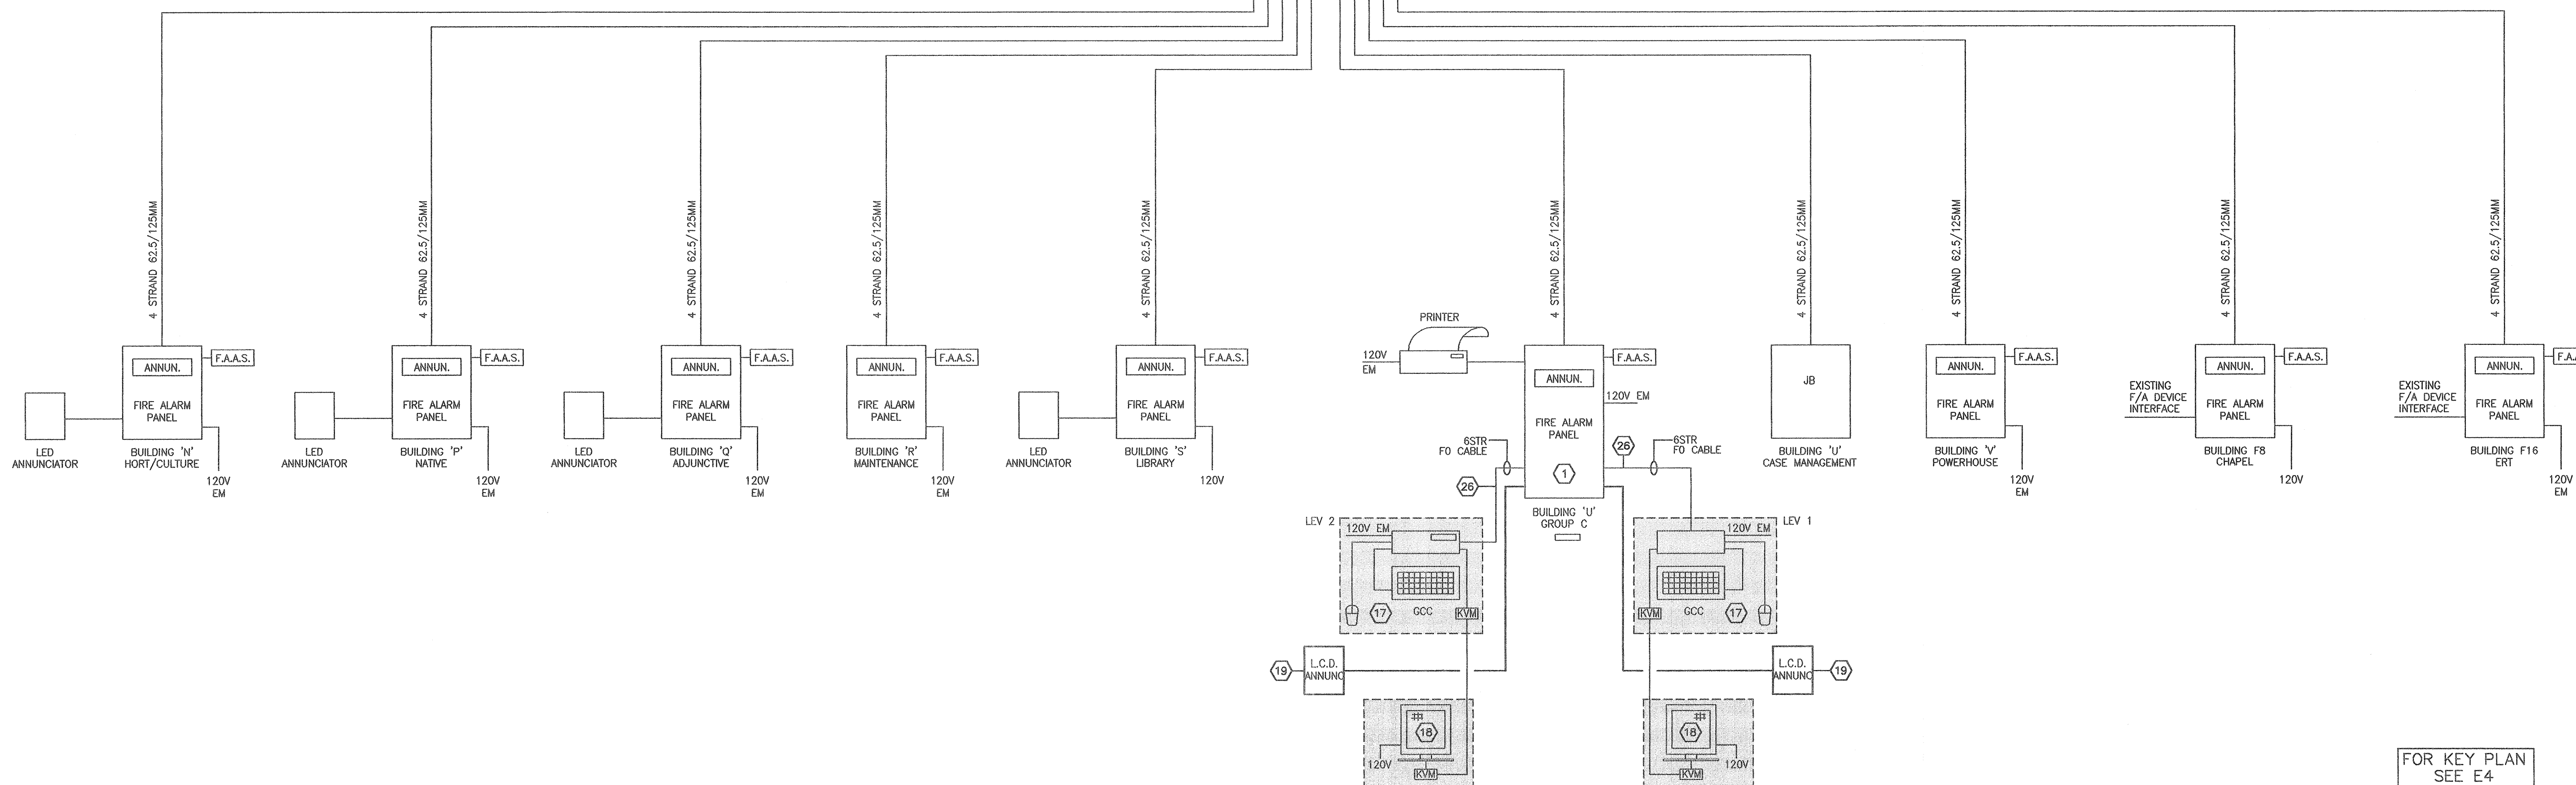 4 STRAND 62.5/125MM
4 STRAND 62.5/125MM
4 STRAND 62.5/125MM
4 STRAND 62.5/125MM
4 STRAND 62.5/125MM
4 STRAND 62.5/125MM
4 STRAND 62.5/125MM
4 STRAND 62.5/125MM
4 STRAND 62.5/125MM
4 STRAND 62.5/125MM
LED
ANNUNCIATOR
ANNUN.
F.A.A.S.
FIRE ALARM
PANEL
BUILDING 'N'
HORT/CULTURE
120V
EM
LED
ANNUNCIATOR
ANNUN.
F.A.A.S.
FIRE ALARM
PANEL
BUILDING 'P'
NATIVE
120V
EM
LED
ANNUNCIATOR
ANNUN.
F.A.A.S.
FIRE ALARM
PANEL
BUILDING 'Q'
ADJUNCTIVE
120V
EM
ANNUN.
F.A.A.S.
FIRE ALARM
PANEL
BUILDING 'R'
MAINTENANCE
120V
EM
LED
ANNUNCIATOR
ANNUN.
F.A.A.S.
FIRE ALARM
PANEL
BUILDING 'S'
LIBRARY
120V
PRINTER
120V
EM
ANNUN.
F.A.A.S.
120V EM
FIRE ALARM
PANEL
1
6STR
FO CABLE
26
26
6STR
FO CABLE
BUILDING 'U'
GROUP C
LEV 2
120V EM
17
GCC
KVM
LEV 1
120V EM
KVM
GCC
17
19
L.C.D.
ANNUNC
L.C.D.
ANNUNC
19
18
120V
KVM
18
120V
KVM
JB
BUILDING 'U'
CASE MANAGEMENT
ANNUN.
F.A.A.S.
FIRE ALARM
PANEL
BUILDING 'V'
POWERHOUSE
120V
EM
EXISTING
F/A DEVICE
INTERFACE
ANNUN.
F.A.A.S.
FIRE ALARM
PANEL
BUILDING F8
CHAPEL
120V
EXISTING
F/A DEVICE
INTERFACE
ANNUN.
F.A.
FIRE ALARM
PANEL
BUILDING F16
ERT
120V
EM
FOR KEY PLAN
SEE E4